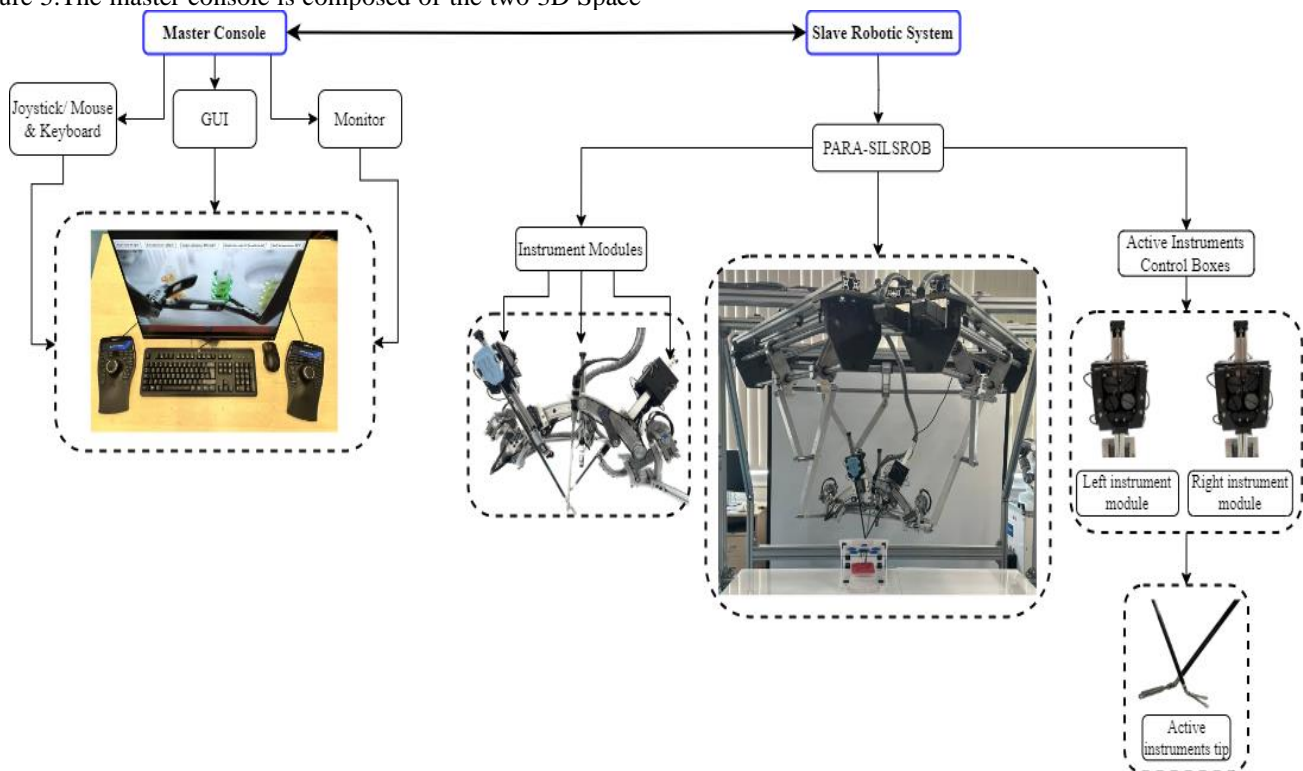 ure 5.The master console is composed of the two 3D Space
Master Console
Slave Robotic System
Joystick/ Mouse
& Keyboard
GUI
Monitor
PARA-SILSROB
Instrument Modules
Active Instruments
Control Boxes
Left instrument
module
Right instrument
module
Active
instruments tip